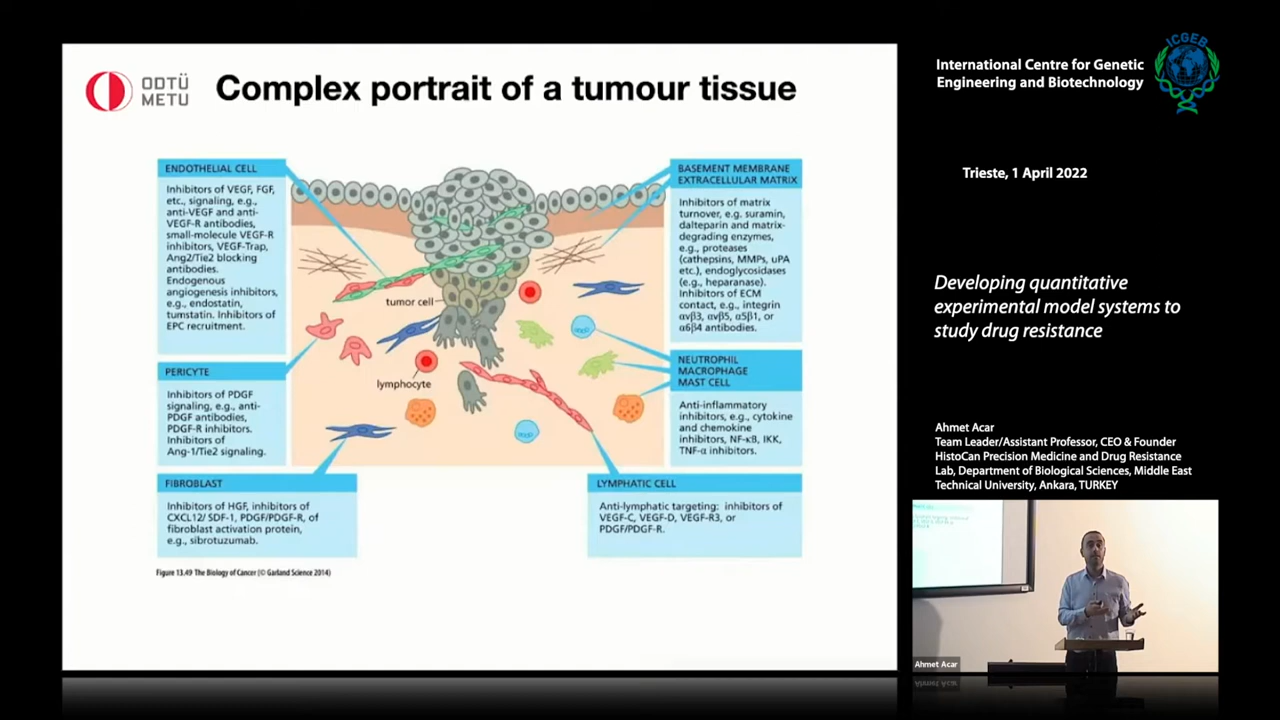 ODTÜ
METU
Complex portrait of a tumour tissue
ENDOTHELIAL CELL
Inhibitors of VEGF, FGF,
etc., signaling, e.g.,
anti-VEGF and anti-
VEGF-R antibodies,
small-molecule VEGF-R
inhibitors, VEGF-Trap,
Ang2/Tie2 blocking
antibodies.
Endogenous
angiogenesis inhibitors,
e.g., endostatin,
tumstatin. Inhibitors of
EPC recruitment.
PERICYTE
Inhibitors of PDGF
signaling, e.g., anti-
PDGF antibodies,
PDGF-R inhibitors.
Inhibitors of
Ang-1/Tie2 signaling.
FIBROBLAST
Inhibitors of HGF, inhibitors of
CXCL12/ SDF-1, PDGF/PDGF-R, of
fibroblast activation protein,
e.g., sibrotuzumab.
tumor cell
lymphocyte
BASEMENT MEMBRANE
EXTRACELLULAR MATRIX
Inhibitors of matrix
turnover, e.g. suramin,
dalteparin and matrix-
degrading enzymes,
e.g., proteases
(cathepsins, MMPs, uPA
etc.), endoglycosidases
(e.g., heparanase).
Inhibitors of ECM
contact, e.g., integrin
αvβ3, αvβ5, α5β1, or
α6β4 antibodies.
NEUTROPHIL
MACROPHAGE
MAST CELL
Anti-inflammatory
inhibitors, e.g., cytokine
and chemokine
inhibitors, NF-κB, IKK,
TNF-α inhibitors.
LYMPHATIC CELL
Anti-lymphatic targeting: inhibitors of
VEGF-C, VEGF-D, VEGF-R3, or
PDGF/PDGF-R.
Figure 13.49 The Biology of Cancer (© Garland Science 2014)
International Centre for Genetic
Engineering and Biotechnology
ICGEB
Trieste, 1 April 2022
Developing quantitative
experimental model systems to
study drug resistance
Ahmet Acar
Team Leader/Assistant Professor, CEO & Founder
HistoCan Precision Medicine and Drug Resistance
Lab, Department of Biological Sciences, Middle East
Technical University, Ankara, TURKEY
Ahmet Acar